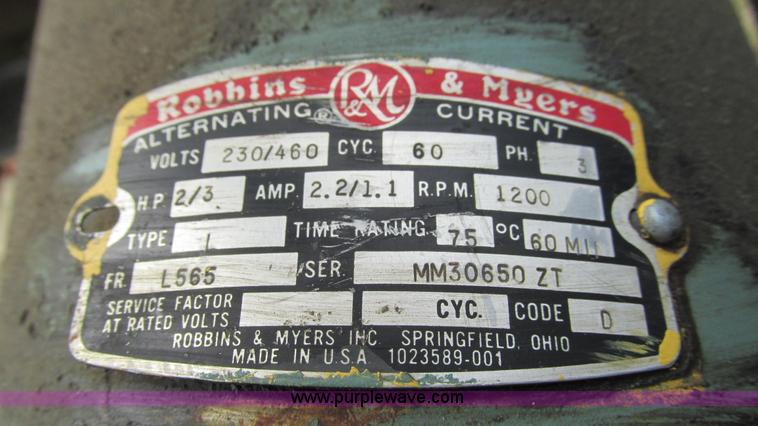 Robbins R&M & Myers
ALTERNATING ® CURRENT
VOLTS 230/460 CYC. 60 PH. 3
H.P. 2/3 AMP. 2.2/1.1 R.P.M. 1200
TYPE I TIME RATING 75 °C 60 MIN
FR. L565 SER. MM30650 ZT
SERVICE FACTOR
AT RATED VOLTS CYC. CODE D
ROBBINS & MYERS INC. SPRINGFIELD, OHIO
MADE IN U.S.A 1023589-001
www.purplewave.com